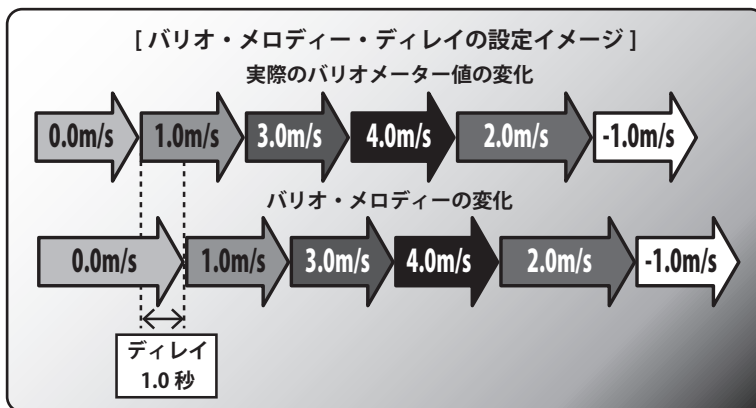 [ バリオ・メロディー・ディレイの設定イメージ ]
実際のバリオメーター値の変化
0.0m/s 1.0m/s 3.0m/s 4.0m/s 2.0m/s -1.0m/s
バリオ・メロディーの変化
0.0m/s 1.0m/s 3.0m/s 4.0m/s 2.0m/s -1.0m/s
ディレイ
1.0 秒